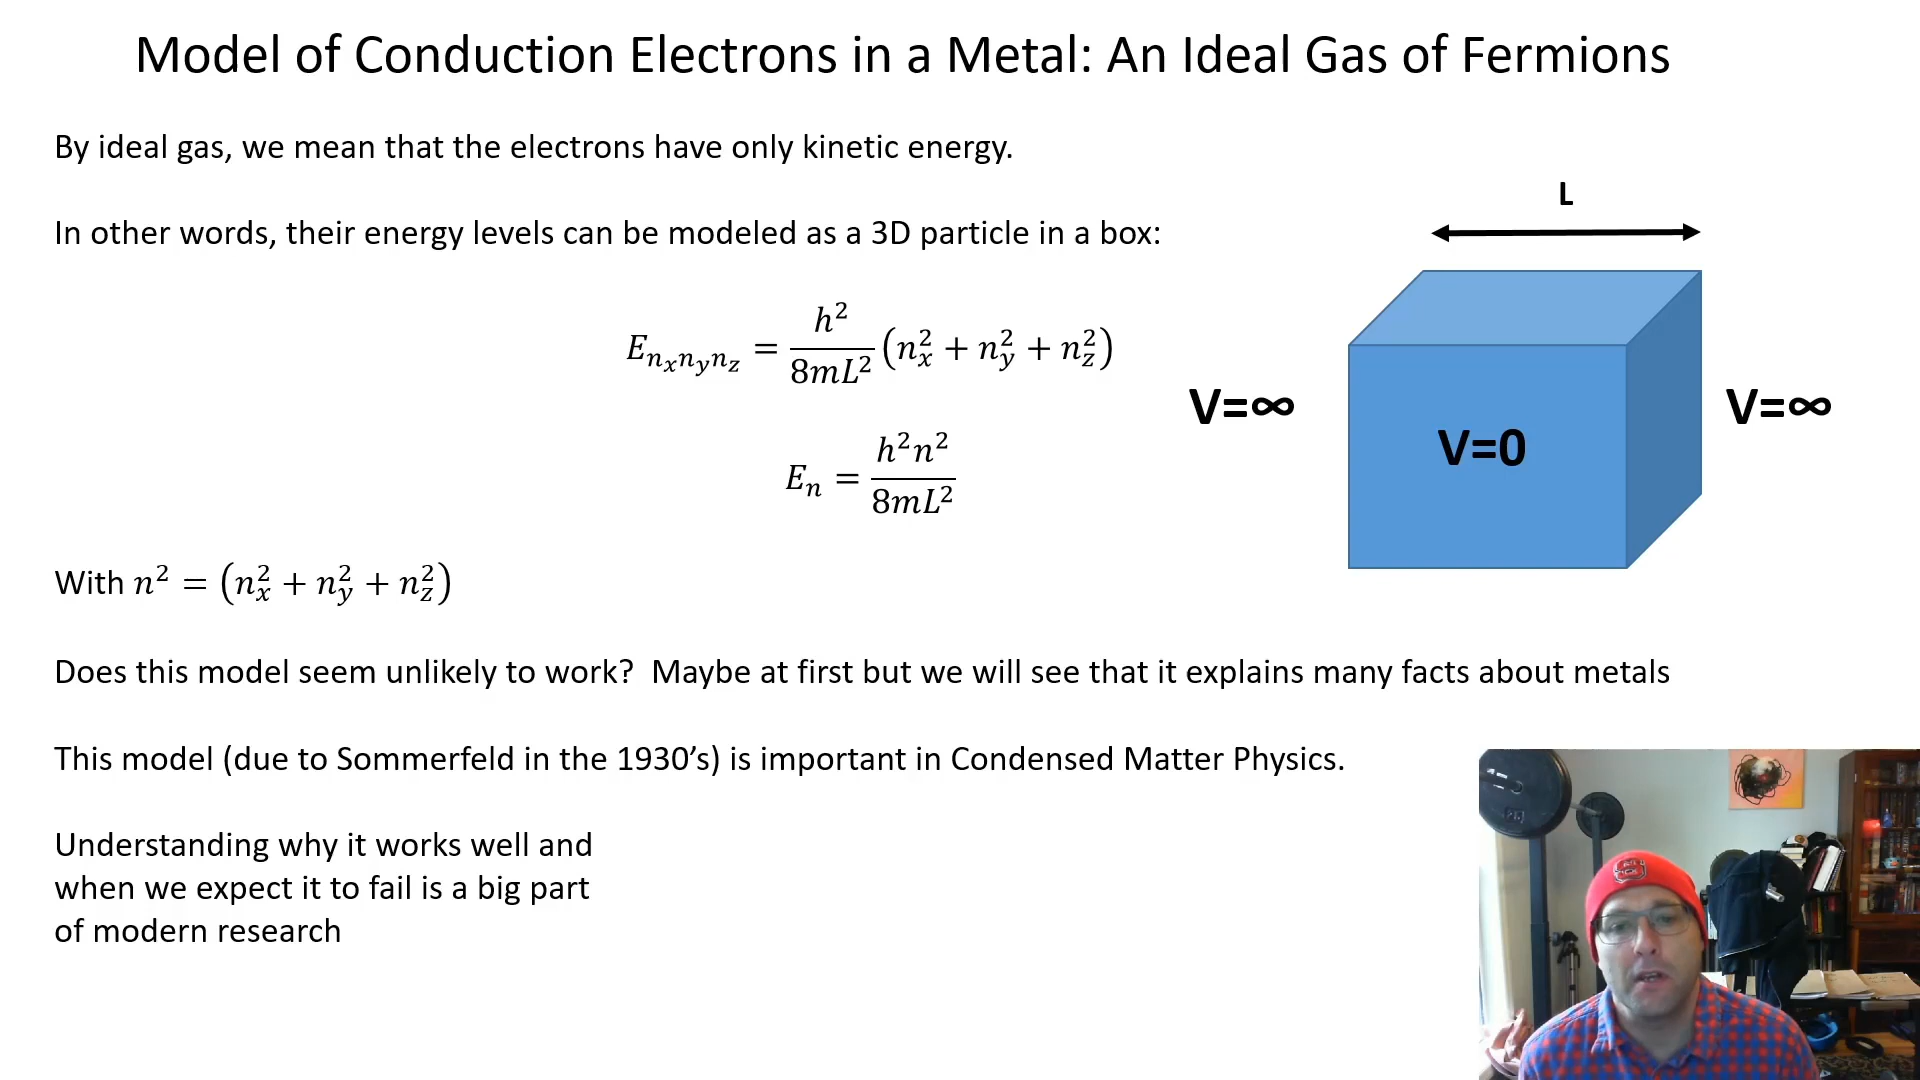 Model of Conduction Electrons in a Metal: An Ideal Gas of Fermions
By ideal gas, we mean that the electrons have only kinetic energy.
In other words, their energy levels can be modeled as a 3D particle in a box:
L
E_{n_x n_y n_z} = \frac{h^2}{8mL^2} (n_x^2 + n_y^2 + n_z^2)
V=∞
V=0
V=∞
E_n = \frac{h^2 n^2}{8mL^2}
With n^2 = (n_x^2 + n_y^2 + n_z^2)
Does this model seem unlikely to work?  Maybe at first but we will see that it explains many facts about metals
This model (due to Sommerfeld in the 1930’s) is important in Condensed Matter Physics.
Understanding why it works well and
when we expect it to fail is a big part
of modern research